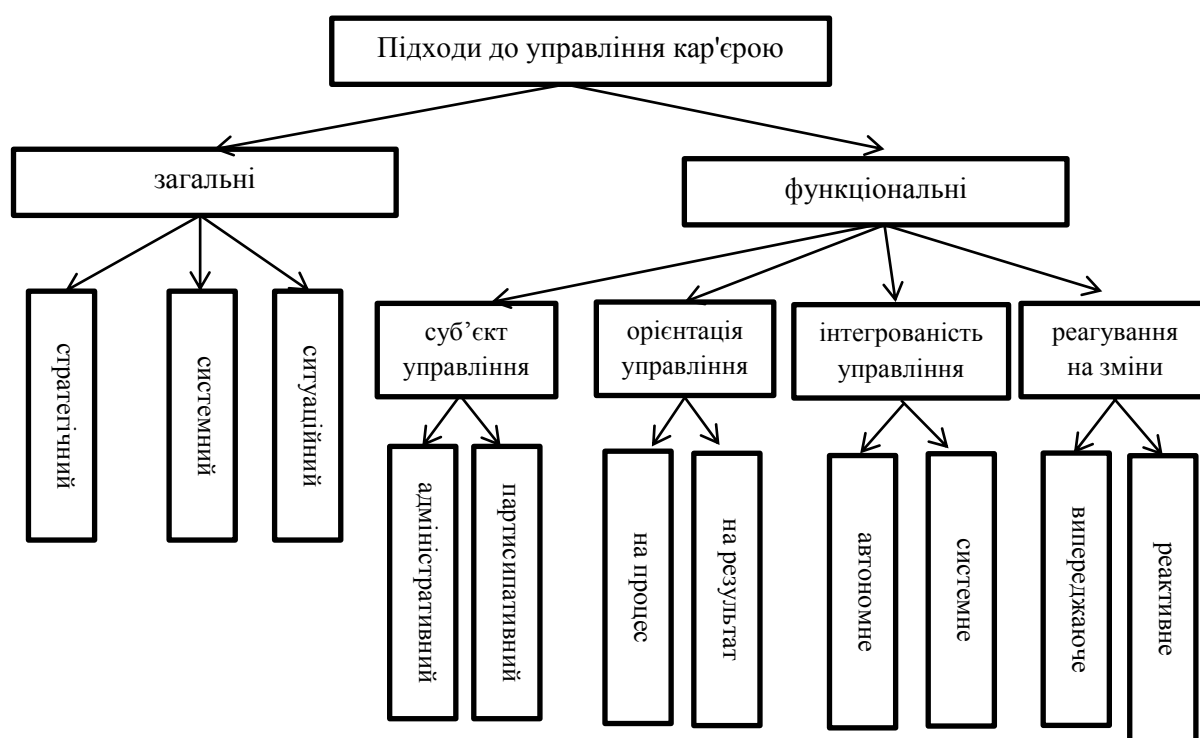 Підходи до управління кар'єрою
загальні
функціональні
стратегічний
системний
ситуаційний
суб’єкт
управління
орієнтація
управління
інтегрованість
управління
реагування
на зміни
адміністративний
партисипативний
на процес
на результат
автономне
системне
випереджаюче
реактивне